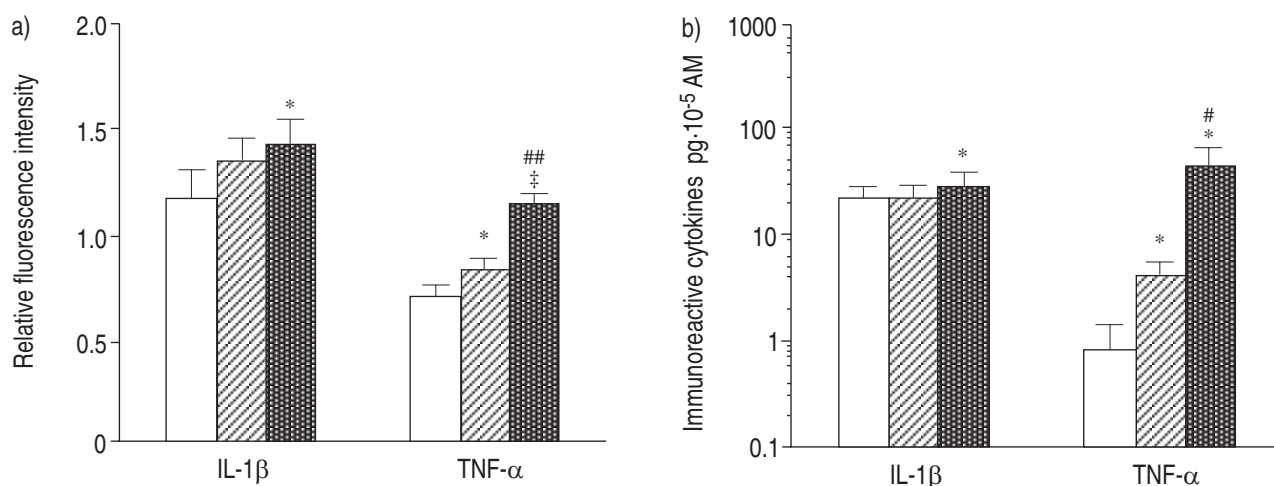 a)
Relative fluorescence intensity
2.0
1.5
1.0
0.5
0
*
*
##
‡
IL-1β
TNF-α
b)
Immunoreactive cytokines pg·10⁻⁵ AM
1000
100
10
1
0.1
*
*
#
*
IL-1β
TNF-α